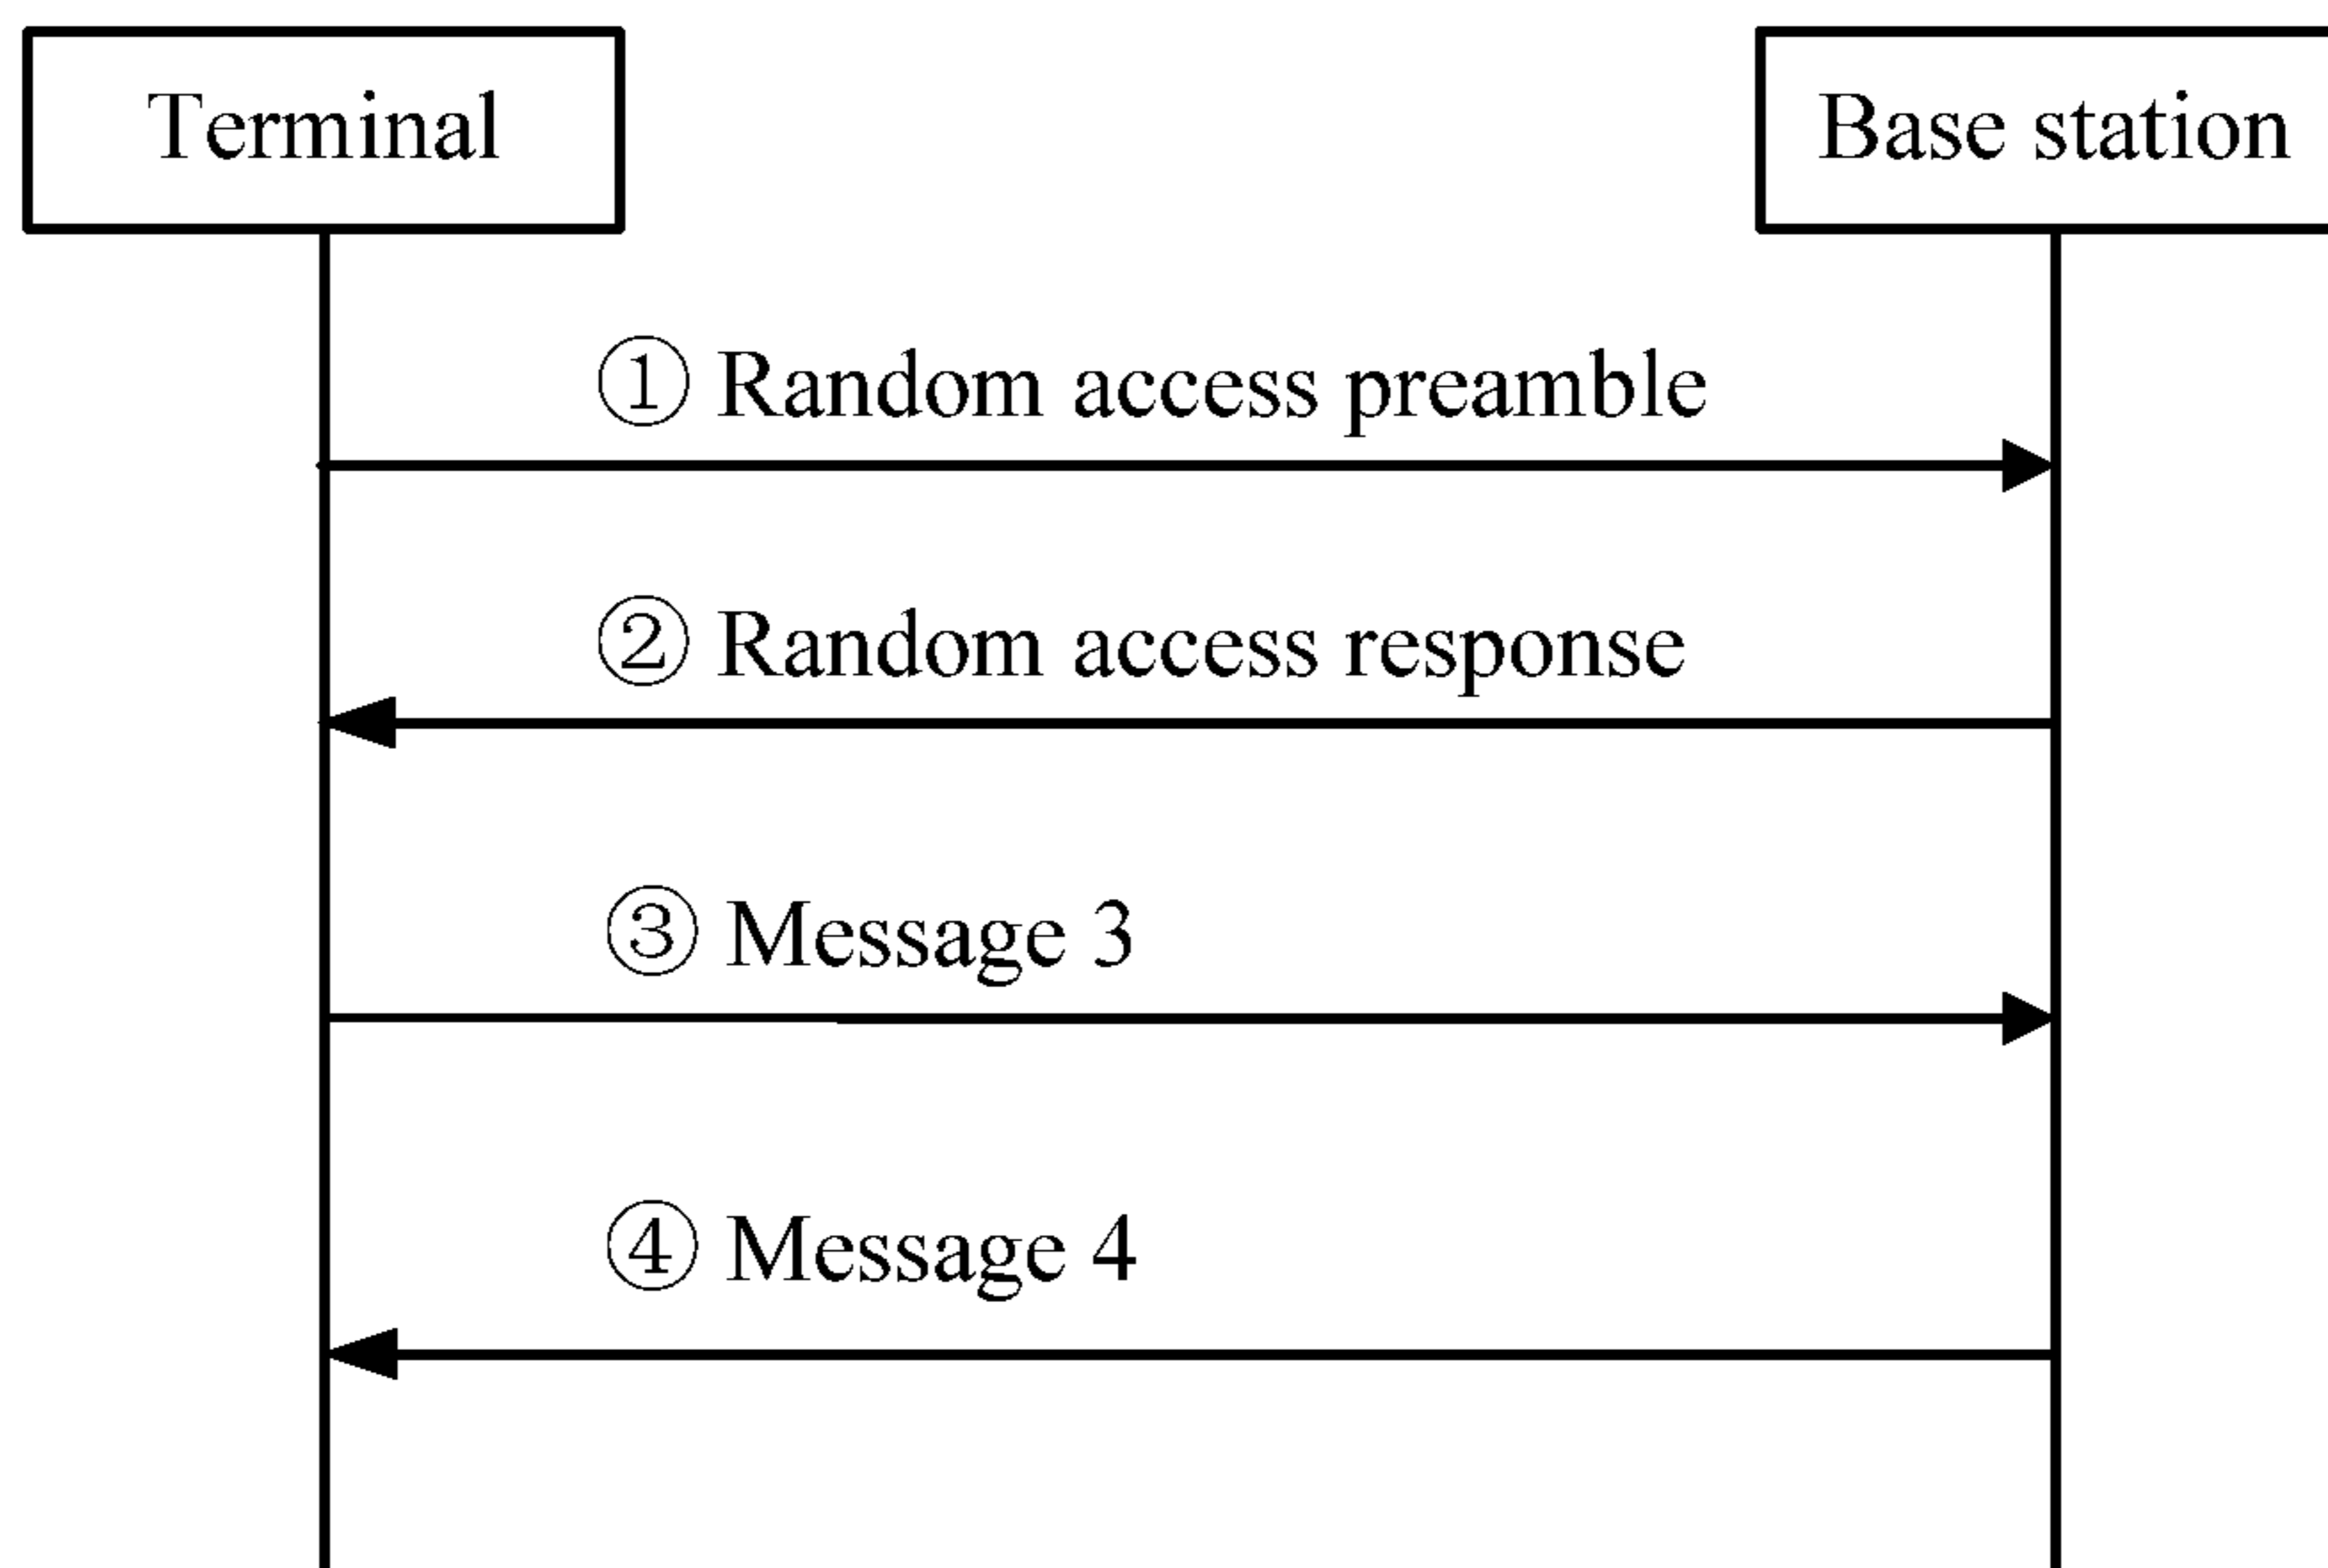 Terminal
Base station
① Random access preamble
② Random access response
③ Message 3
④ Message 4